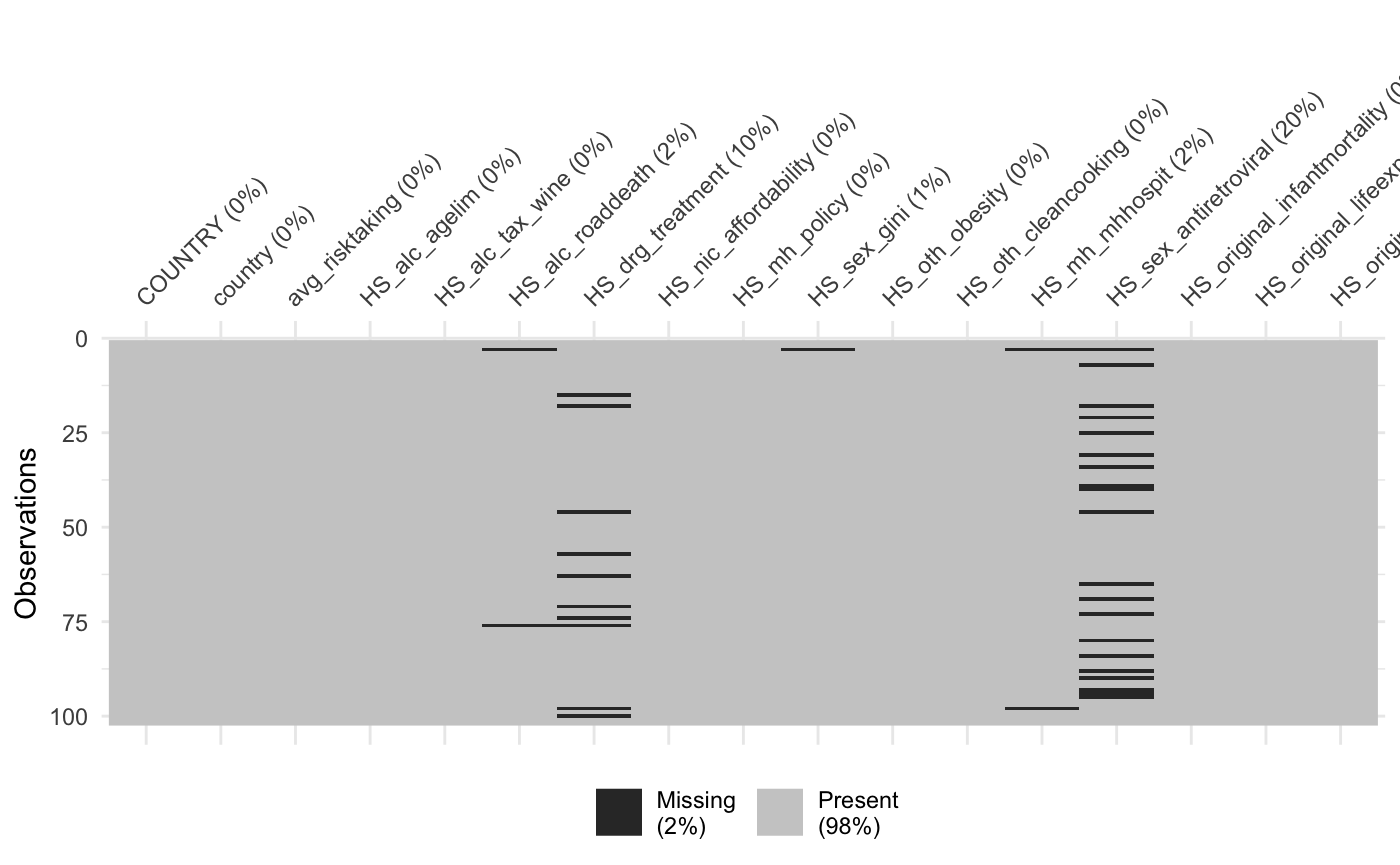 COUNTRY (0%)
country (0%)
avg_risktaking (0%)
HS_alc_agelim (0%)
HS_alc_tax_wine (0%)
HS_alc_roaddeath (2%)
HS_drg_treatment (10%)
HS_nic_affordability (0%)
HS_mh_policy (0%)
HS_sex_gini (1%)
HS_oth_obesity (0%)
HS_oth_cleancooking (0%)
HS_mh_mhhospit (2%)
HS_sex_antiretroviral (20%)
HS_original_infantmortality
HS_original_lifeexp
HS_orig
0
25
50
75
100
Observations
Missing
(2%)
Present
(98%)